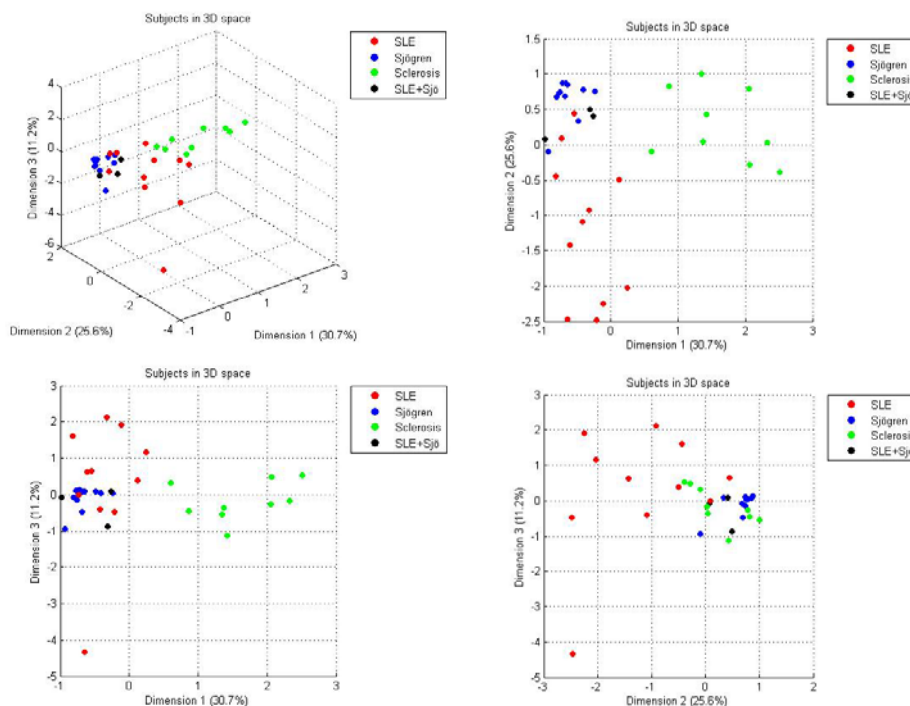 Subjects in 3D space
SLE
Sjögren
Sclerosis
SLE+Sjö
4
2
0
-2
-4
-6
Dimension 3 (11.2%)
2
0
-2
-4
Dimension 2 (25.6%)
-1
0
1
2
3
Dimension 1 (30.7%)
Subjects in 3D space
SLE
Sjögren
Sclerosis
SLE+Sjö
1.5
1
0.5
0
-0.5
-1
-1.5
-2
-2.5
Dimension 2 (25.6%)
-1
0
1
2
3
Dimension 1 (30.7%)
Subjects in 3D space
SLE
Sjögren
Sclerosis
SLE+Sjö
3
2
1
0
-1
-2
-3
-4
-5
Dimension 3 (11.2%)
-1
0
1
2
3
Dimension 1 (30.7%)
Subjects in 3D space
SLE
Sjögren
Sclerosis
SLE+Sjö
3
2
1
0
-1
-2
-3
-4
-5
Dimension 3 (11.2%)
-3
-2
-1
0
1
2
Dimension 2 (25.6%)